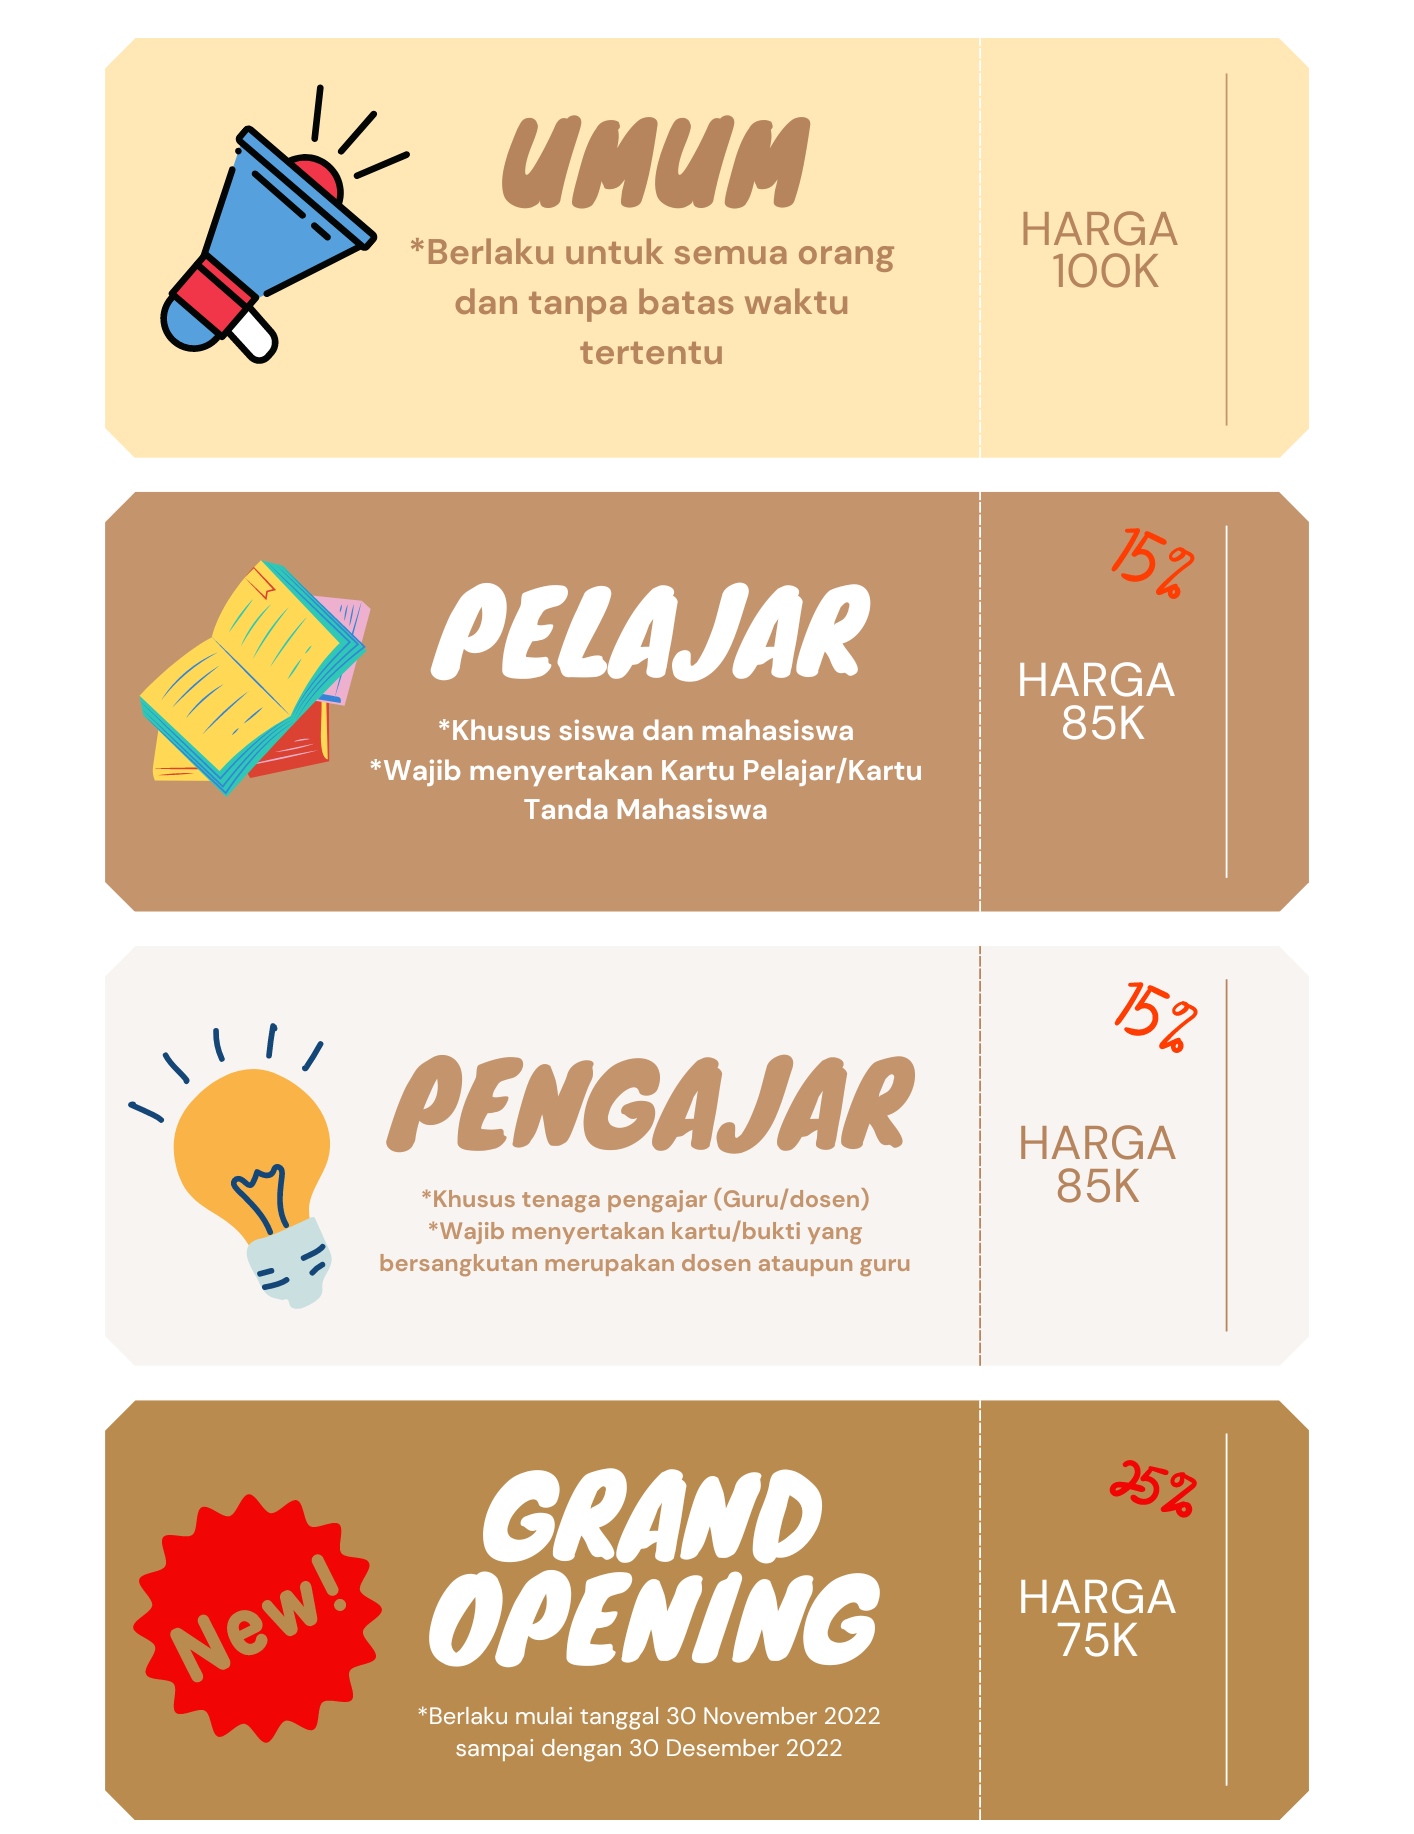 UMUM
*Berlaku untuk semua orang
dan tanpa batas waktu
tertentu
HARGA
100K
PELAJAR
*Khusus siswa dan mahasiswa
*Wajib menyertakan Kartu Pelajar/Kartu
Tanda Mahasiswa
15%
HARGA
85K
PENGAJAR
*Khusus tenaga pengajar (Guru/dosen)
*Wajib menyertakan kartu/bukti yang
bersangkutan merupakan dosen ataupun guru
15%
HARGA
85K
New!
GRAND
OPENING
*Berlaku mulai tanggal 30 November 2022
sampai dengan 30 Desember 2022
25%
HARGA
75K